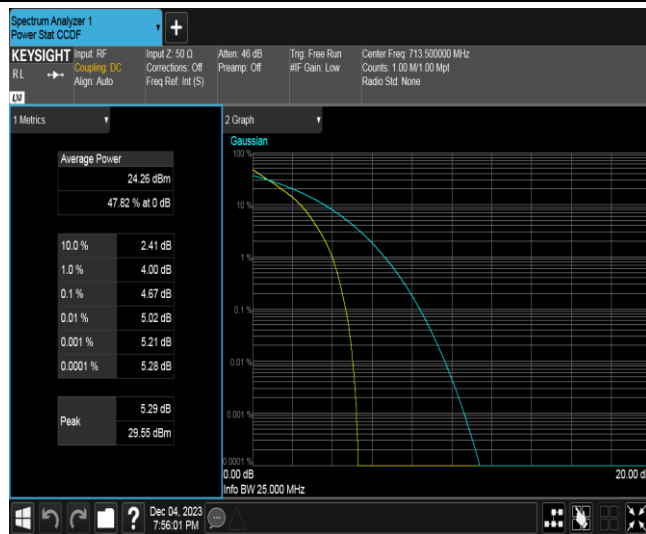 Spectrum Analyzer 1
Power Stat CCDF
KEYSIGHT
RL
LXI
Input: RF
Coupling: DC
Align: Auto
Input Z: 50 Ω
Corrections: Off
Freq Ref: Int (S)
Atten: 46 dB
Preamp: Off
Trig: Free Run
#IF Gain: Low
Center Freq: 713.500000 MHz
Counts: 1.00 M/1.00 Mpt
Radio Std: None
1 Metrics
Average Power
24.26 dBm
47.82 % at 0 dB
10.0 % 2.41 dB
1.0 % 4.00 dB
0.1 % 4.67 dB
0.01 % 5.02 dB
0.001 % 5.21 dB
0.0001 % 5.28 dB
Peak
5.29 dB
29.55 dBm
2 Graph
Gaussian
100 %
10 %
1 %
0.1 %
0.01 %
0.001 %
0.0001 %
0.00 dB 20.00 d
Info BW 25.000 MHz
?
Dec 04, 2023
7:56:01 PM